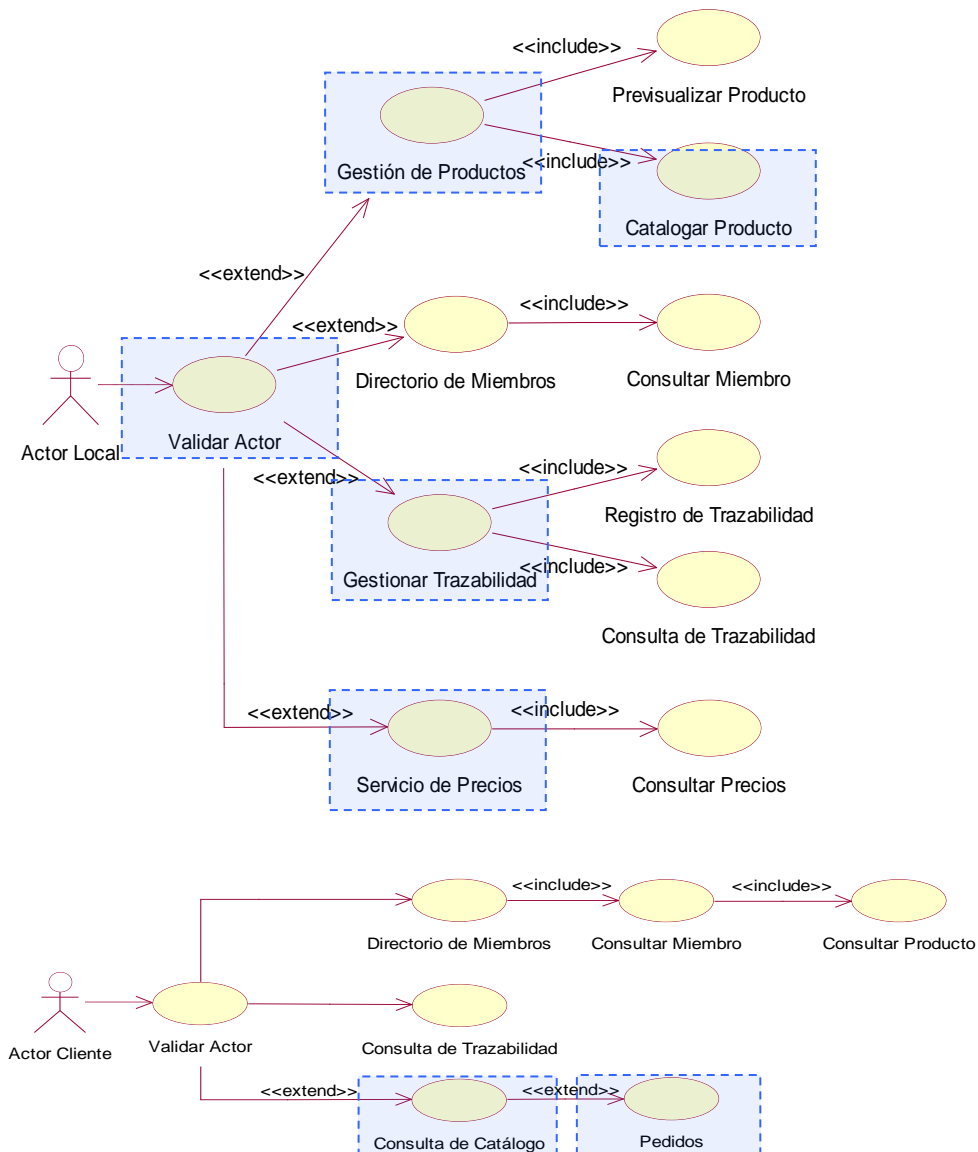 <<include>>
Previsualizar Producto
<<include>>
Gestión de Productos
Catalogar Producto
<<extend>>
<<extend>>
<<include>>
Directorio de Miembros
Consultar Miembro
Actor Local
Validar Actor
<<extend>>
<<include>>
Registro de Trazabilidad
<<include>>
Gestionar Trazabilidad
Consulta de Trazabilidad
<<extend>>
<<include>>
Servicio de Precios
Consultar Precios
<<include>>
<<include>>
Directorio de Miembros
Consultar Miembro
Consultar Producto
Actor Cliente
Validar Actor
Consulta de Trazabilidad
<<extend>>
<<extend>>
Consulta de Catálogo
Pedidos